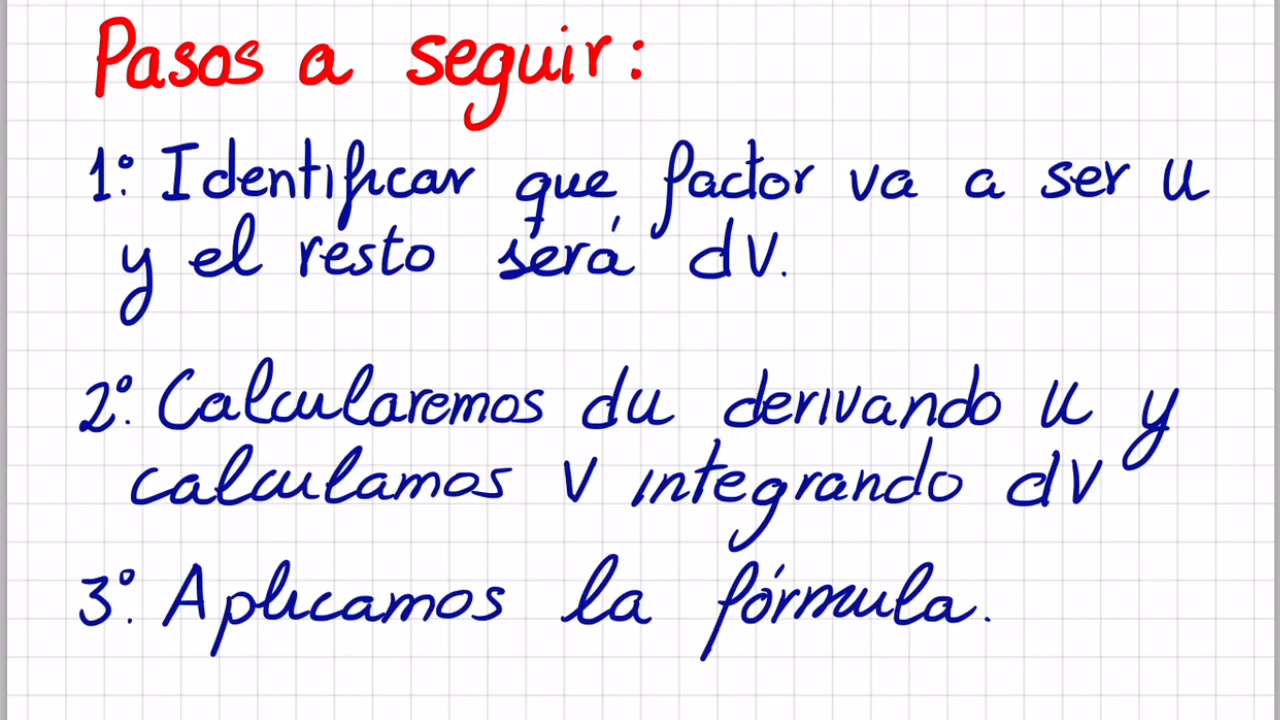 Pasos a seguir:
1º. Identificar que factor va a ser u
y el resto será dv.
2º. Calcularemos du derivando u y
calculamos v integrando dv
3º. Aplicamos la fórmula.